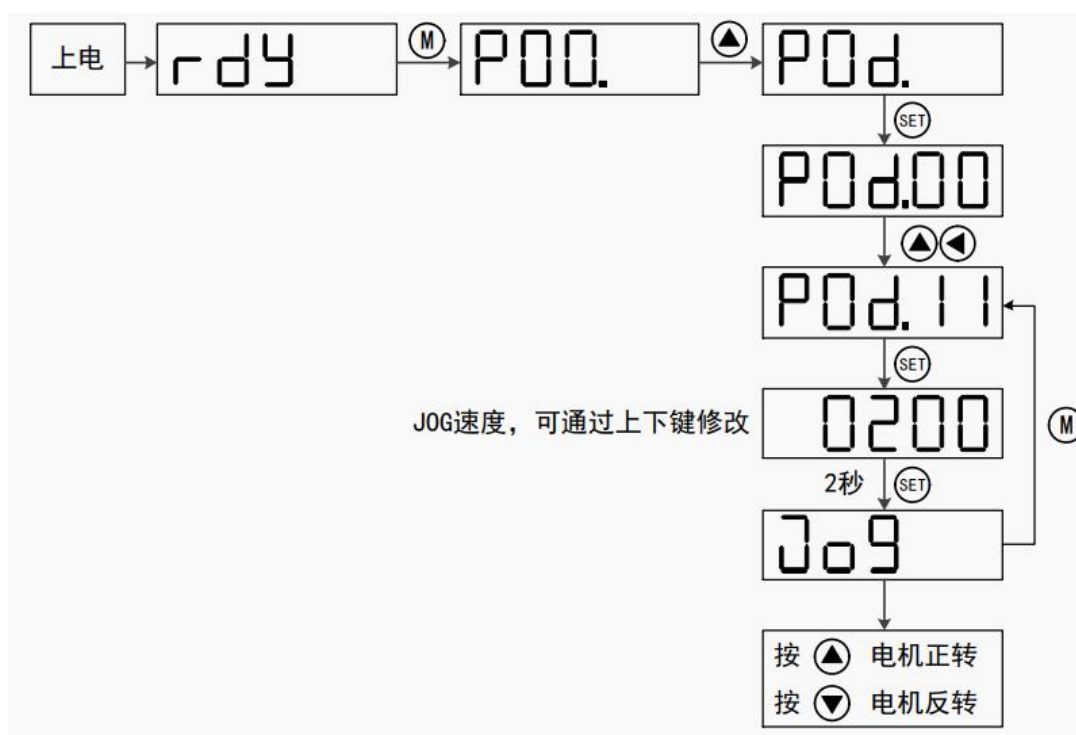 上电 rdy M P00. P0d.
SET
P0d.00
P0d.11
SET
JOG速度，可通过上下键修改 0200 M
2秒 SET
Jog
按 电机正转
按 电机反转